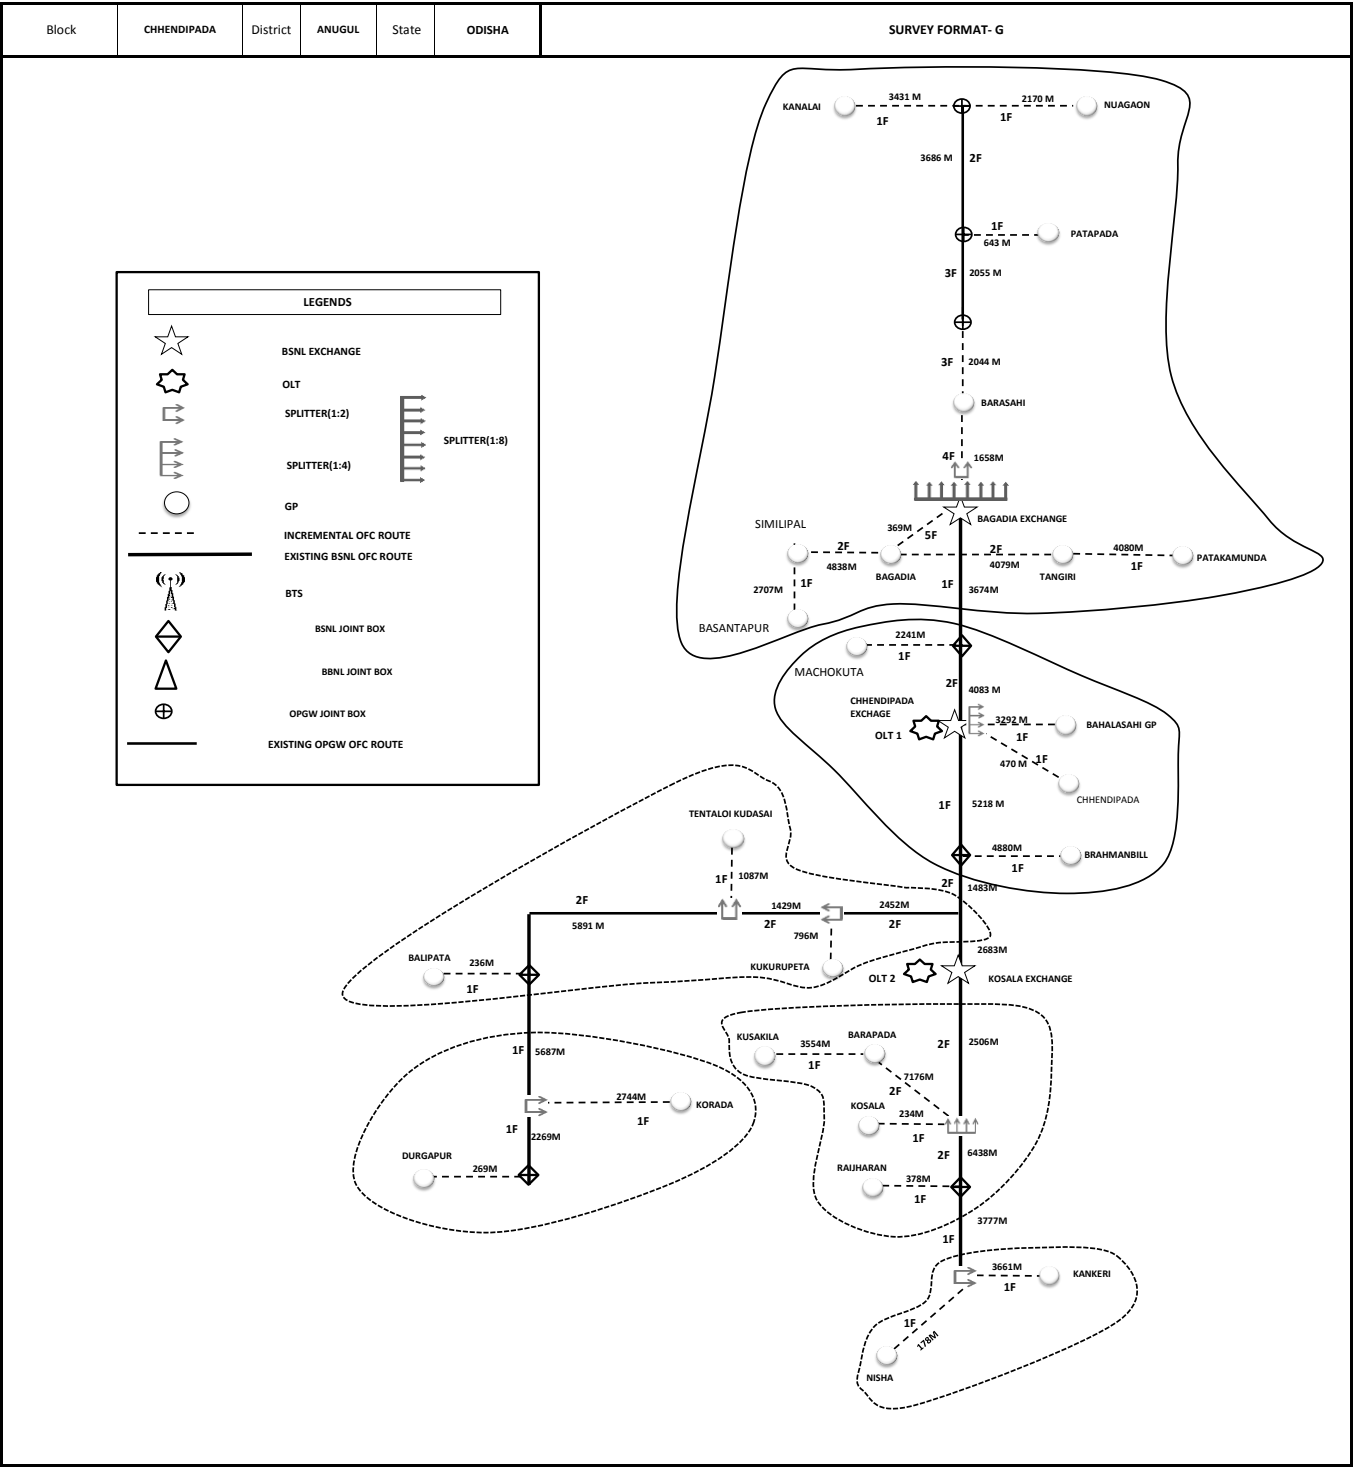 Block CHHENDIPADA District ANUGUL State ODISHA SURVEY FORMAT- G
KANALAI 3431 M 2170 M NUAGAON
1F 1F
3686 M 2F
1F PATAPADA
643 M
3F 2055 M
3F 2044 M
BARASAHI
4F 1658M
BAGADIA EXCHANGE
SIMILIPAL 369M 5F
2F 2F 4080M PATAKAMUNDA
4838M BAGADIA 4079M TANGIRI 1F
2707M 1F 1F 3674M
BASANTAPUR
2241M
1F
MACHOKUTA
2F 4083 M
CHHENDIPADA
EXCHAGE
OLT 1
3292 M BAHALASAHI GP
1F
470 M 1F
CHHENDIPADA
1F 5218 M
4880M BRAHMANBILL
1F
2F 1483M
LEGENDS
BSNL EXCHANGE
OLT
SPLITTER(1:2)
SPLITTER(1:8)
SPLITTER(1:4)
GP
INCREMENTAL OFC ROUTE
EXISTING BSNL OFC ROUTE
BTS
BSNL JOINT BOX
BBNL JOINT BOX
OPGW JOINT BOX
EXISTING OPGW OFC ROUTE
TENTALOI KUDASAI
1F 1087M
2F 1429M 2452M
5891 M 2F 2F
796M
2683M
BALIPATA 236M KUKURUPETA
1F
OLT 2 KOSALA EXCHANGE
1F 5687M
2744M KORADA
1F
1F 2269M
DURGAPUR 269M
KUSAKILA 3554M BARAPADA
1F
2F 2506M
7176M
2F
KOSALA 234M
1F
2F 6438M
RAIJHARAN 378M
1F
3777M
1F
3661M KANKERI
1F
1F
178M
NISHA